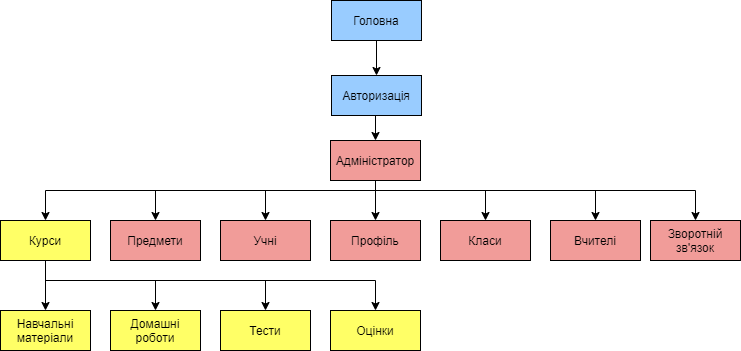 Головна
Авторизація
Адміністратор
Курси
Предмети
Учні
Профіль
Класи
Вчителі
Зворотній
зв'язок
Навчальні
матеріали
Домашні
роботи
Тести
Оцінки